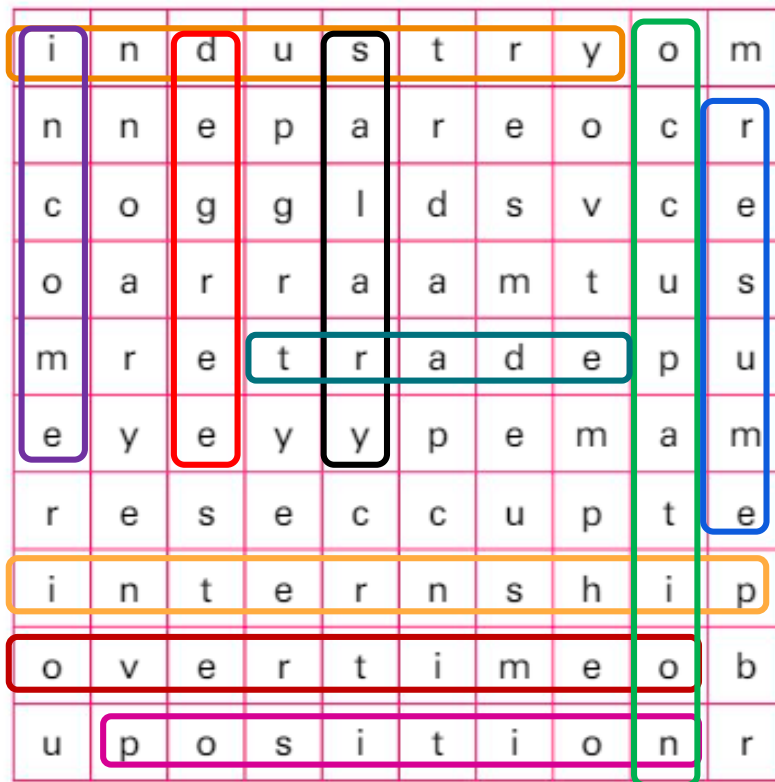 i n d u s t r y o m
n n e p a r e o c r
c o g g l d s v c e
o a r r a a m t u s
m r e t r a d e p u
e y e y y p e m a m
r e s e c c u p t e
i n t e r n s h i p
o v e r t i m e o b
u p o s i t i o n r